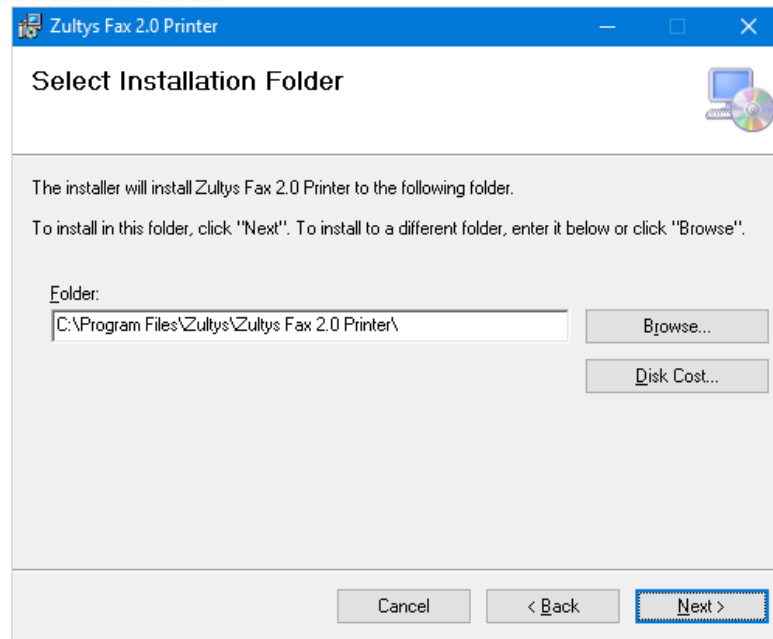 Zultys Fax 2.0 Printer
Select Installation Folder
The installer will install Zultys Fax 2.0 Printer to the following folder.
To install in this folder, click "Next". To install to a different folder, enter it below or click "Browse".
Folder:
C:\Program Files\Zultys\Zultys Fax 2.0 Printer\
Browse...
Disk Cost...
Cancel
< Back
Next >